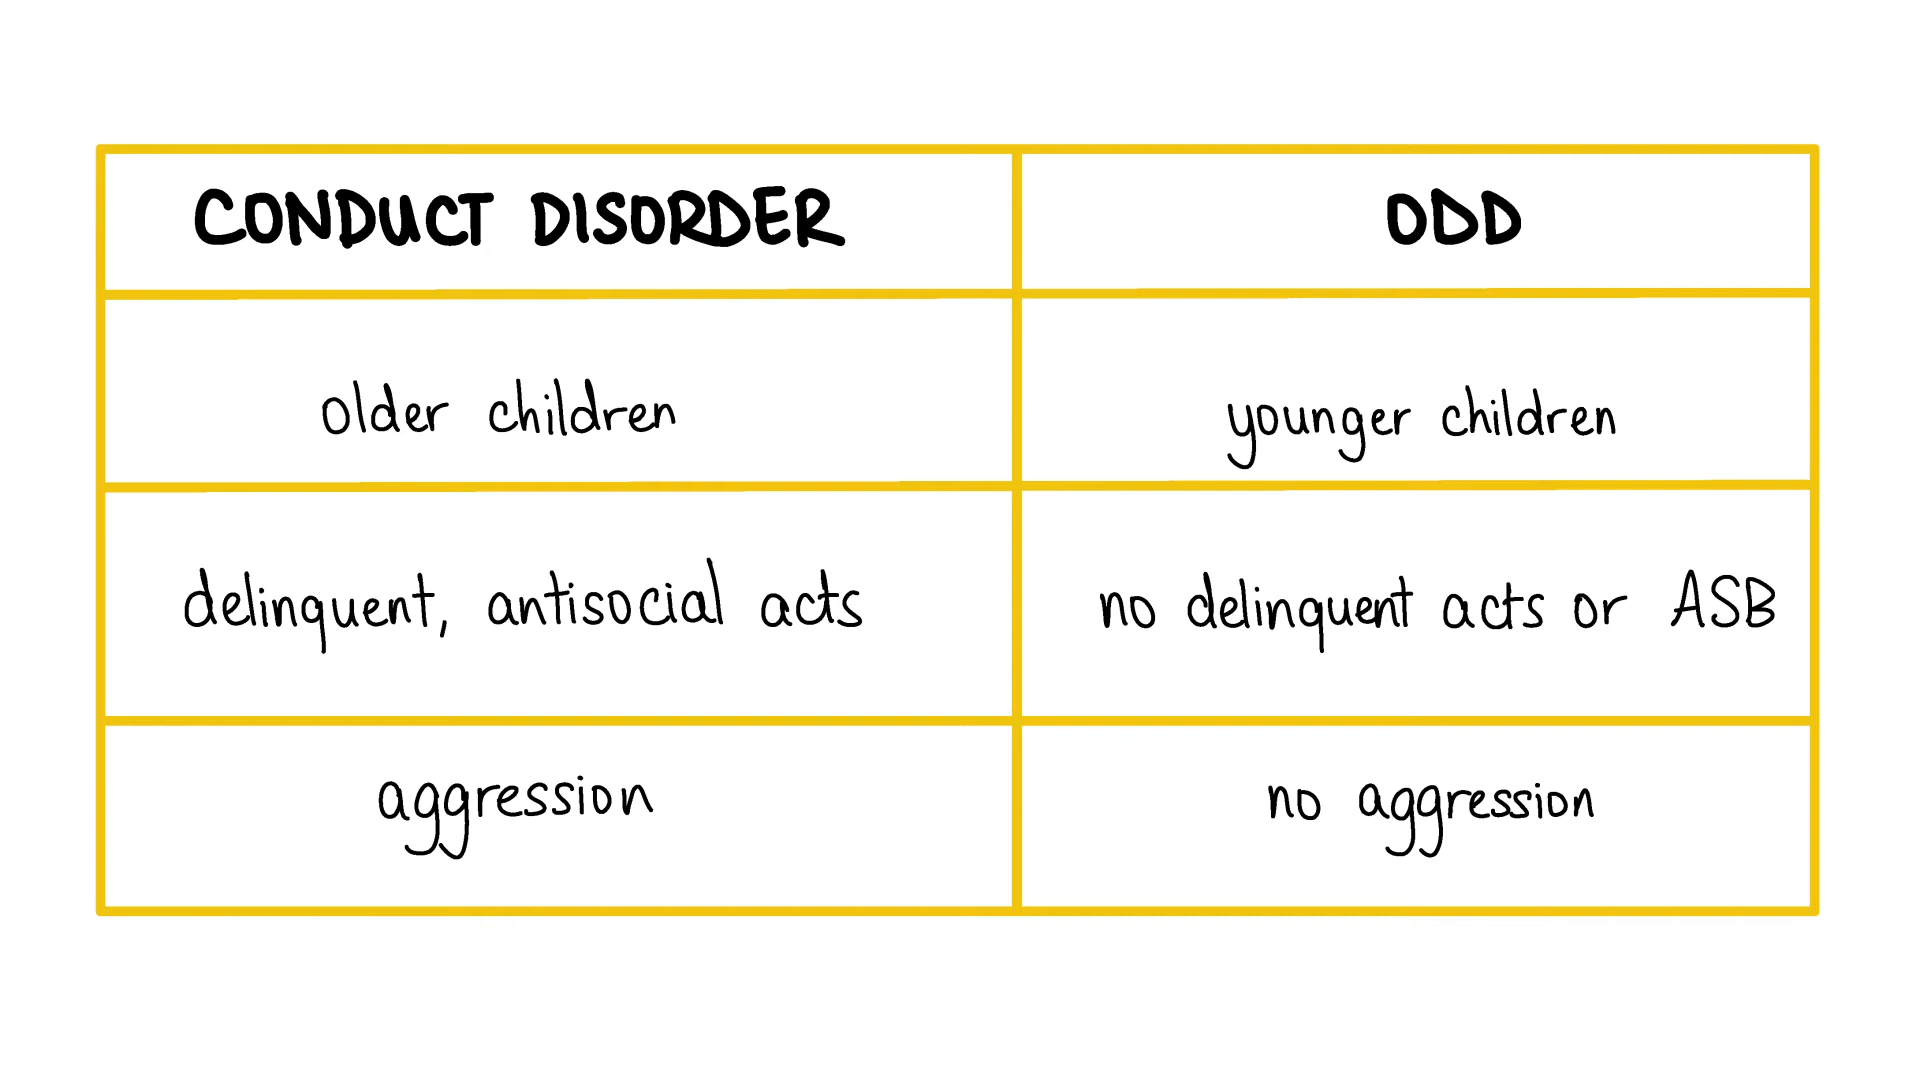 CONDUCT DISORDER
ODD
older children
younger children
delinquent, antisocial acts
no delinquent acts or ASB
aggression
no aggression